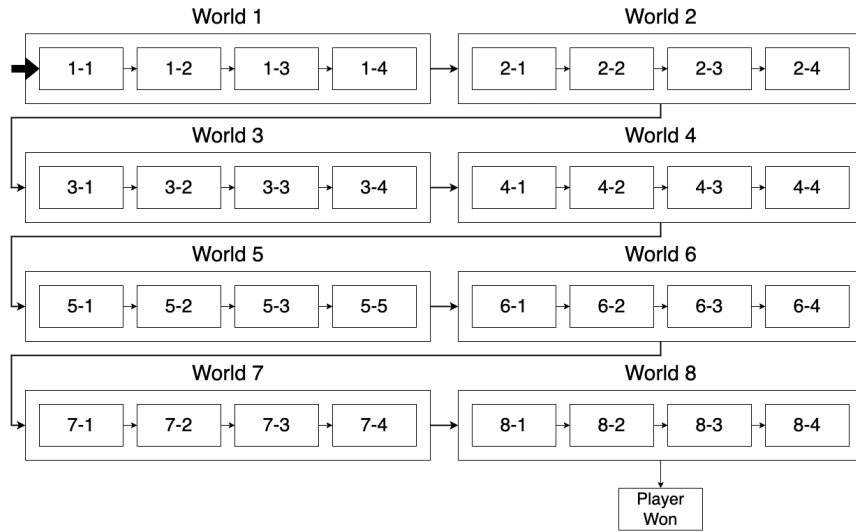 World 1 World 2
1-1 1-2 1-3 1-4 2-1 2-2 2-3 2-4
World 3 World 4
3-1 3-2 3-3 3-4 4-1 4-2 4-3 4-4
World 5 World 6
5-1 5-2 5-3 5-5 6-1 6-2 6-3 6-4
World 7 World 8
7-1 7-2 7-3 7-4 8-1 8-2 8-3 8-4
Player
Won